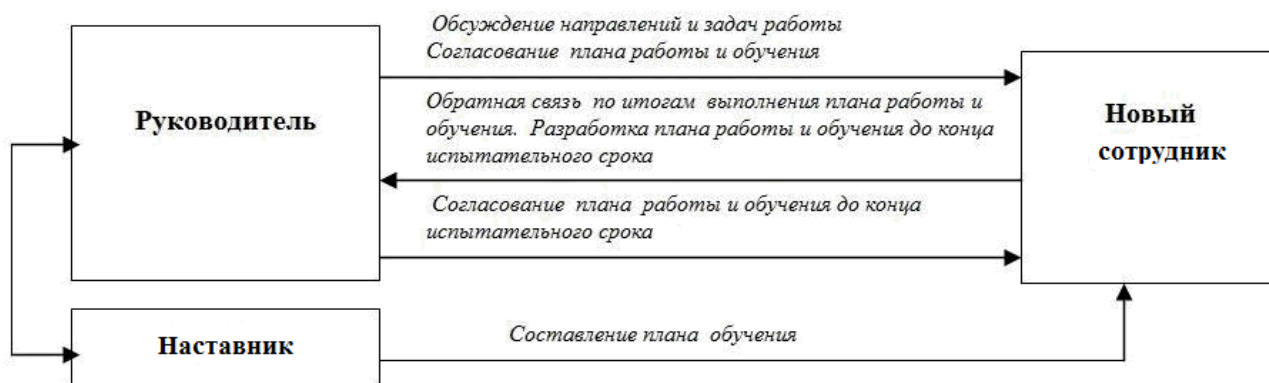 Обсуждение направлений и задач работы
Согласование плана работы и обучения
Руководитель
Обратная связь по итогам выполнения плана работы и
обучения. Разработка плана работы и обучения до конца
испытательного срока
Новый
сотрудник
Согласование плана работы и обучения до конца
испытательного срока
Наставник
Составление плана обучения